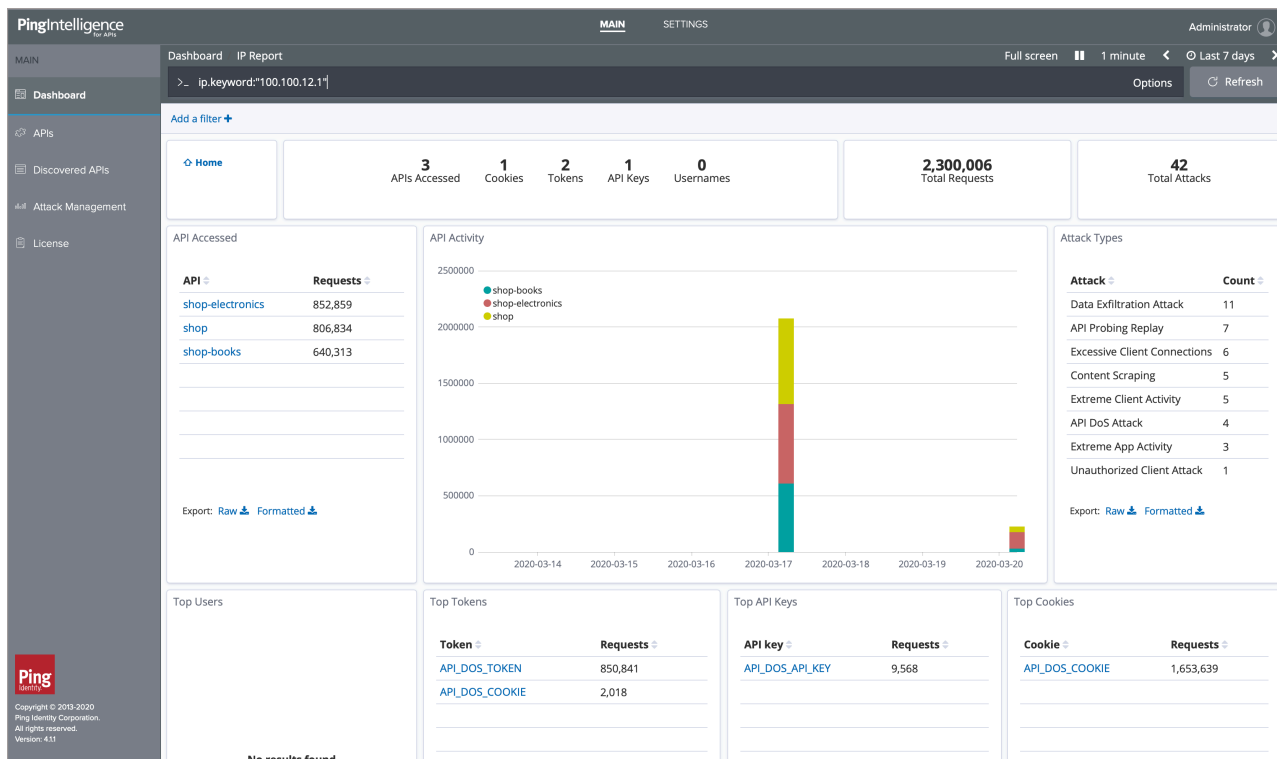 PingIntelligence
for APIs
MAIN
SETTINGS
Administrator
MAIN
Dashboard
APIs
Discovered APIs
Attack Management
License
Dashboard IP Report
Full screen 1 minute Last 7 days
>_ ip.keyword:"100.100.12.1"
Options
Refresh
Add a filter
Home
3 1 2 1 0
APIs Accessed Cookies Tokens API Keys Usernames
2,300,006
Total Requests
42
Total Attacks
API Accessed
API Requests
shop-electronics 852,859
shop 806,834
shop-books 640,313
Export: Raw Formatted
API Activity
shop-books
shop-electronics
shop
2500000
2000000
1500000
1000000
500000
0
2020-03-14 2020-03-15 2020-03-16 2020-03-17 2020-03-18 2020-03-19 2020-03-20
Attack Types
Attack Count
Data Exfiltration Attack 11
API Probing Replay 7
Excessive Client Connections 6
Content Scraping 5
Extreme Client Activity 5
API DoS Attack 4
Extreme App Activity 3
Unauthorized Client Attack 1
Export: Raw Formatted
Top Users
No results found
Top Tokens
Token Requests
API_DOS_TOKEN 850,841
API_DOS_COOKIE 2,018
Top API Keys
API key Requests
API_DOS_API_KEY 9,568
Top Cookies
Cookie Requests
API_DOS_COOKIE 1,653,639
Ping
Identity
Copyright © 2013-2020
Ping Identity Corporation.
All rights reserved.
Version: 4.1.1